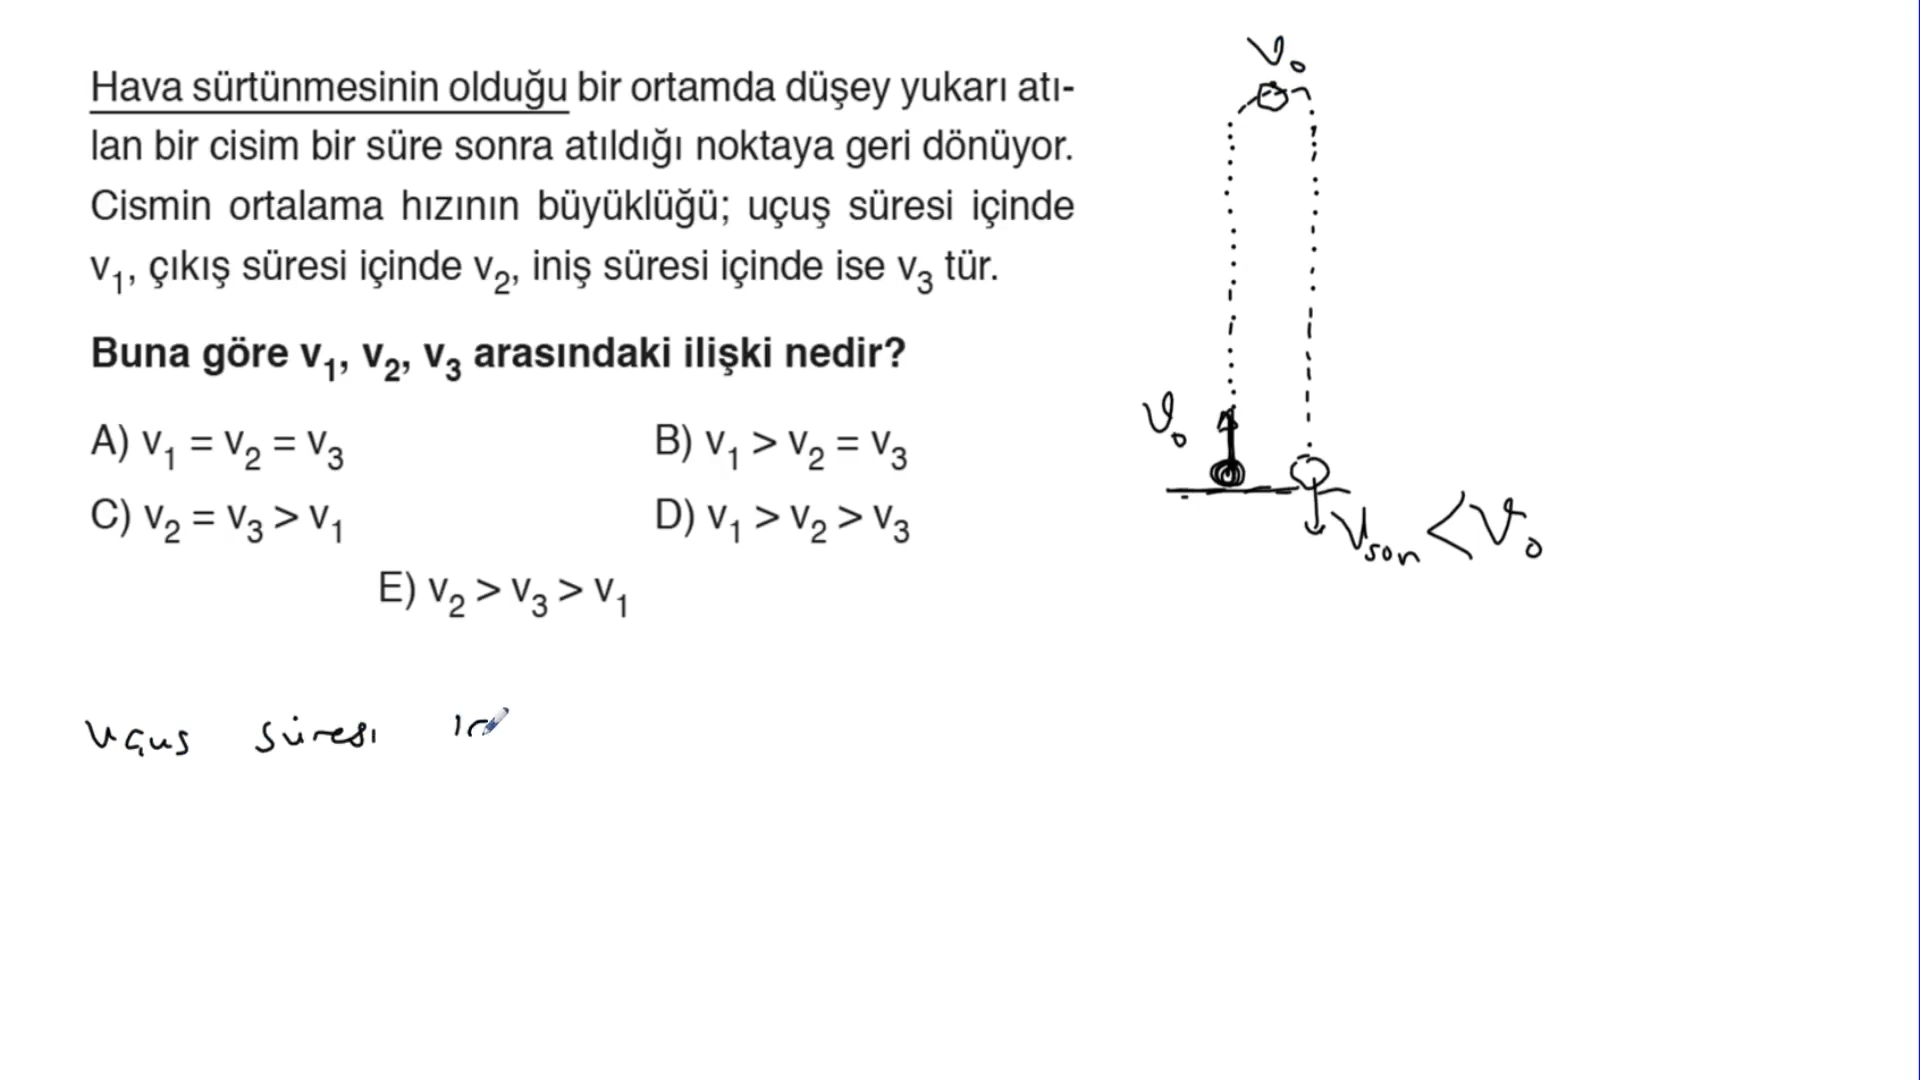 Hava sürtünmesinin olduğu bir ortamda düşey yukarı atı-
lan bir cisim bir süre sonra atıldığı noktaya geri dönüyor.
Cismin ortalama hızının büyüklüğü; uçuş süresi içinde
v₁, çıkış süresi içinde v₂, iniş süresi içinde ise v₃ tür.
Buna göre v₁, v₂, v₃ arasındaki ilişki nedir?
A) v₁ = v₂ = v₃
B) v₁ > v₂ = v₃
C) v₂ = v₃ > v₁
D) v₁ > v₂ > v₃
E) v₂ > v₃ > v₁
V₀
V₀
Vson < V₀
uçus süresi